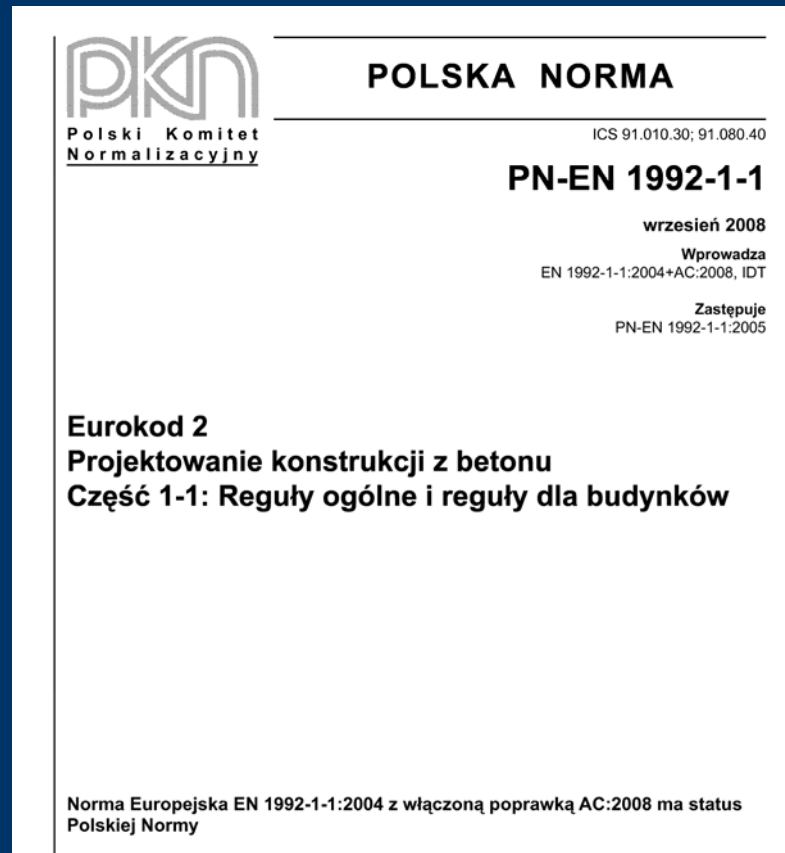 pkn
Polski Komitet
Normalizacyjny
POLSKA NORMA
ICS 91.010.30; 91.080.40
PN-EN 1992-1-1
wrzesień 2008
Wprowadza
EN 1992-1-1:2004+AC:2008, IDT
Zastępuje
PN-EN 1992-1-1:2005
Eurokod 2
Projektowanie konstrukcji z betonu
Część 1-1: Reguły ogólne i reguły dla budynków
Norma Europejska EN 1992-1-1:2004 z włączoną poprawką AC:2008 ma status
Polskiej Normy